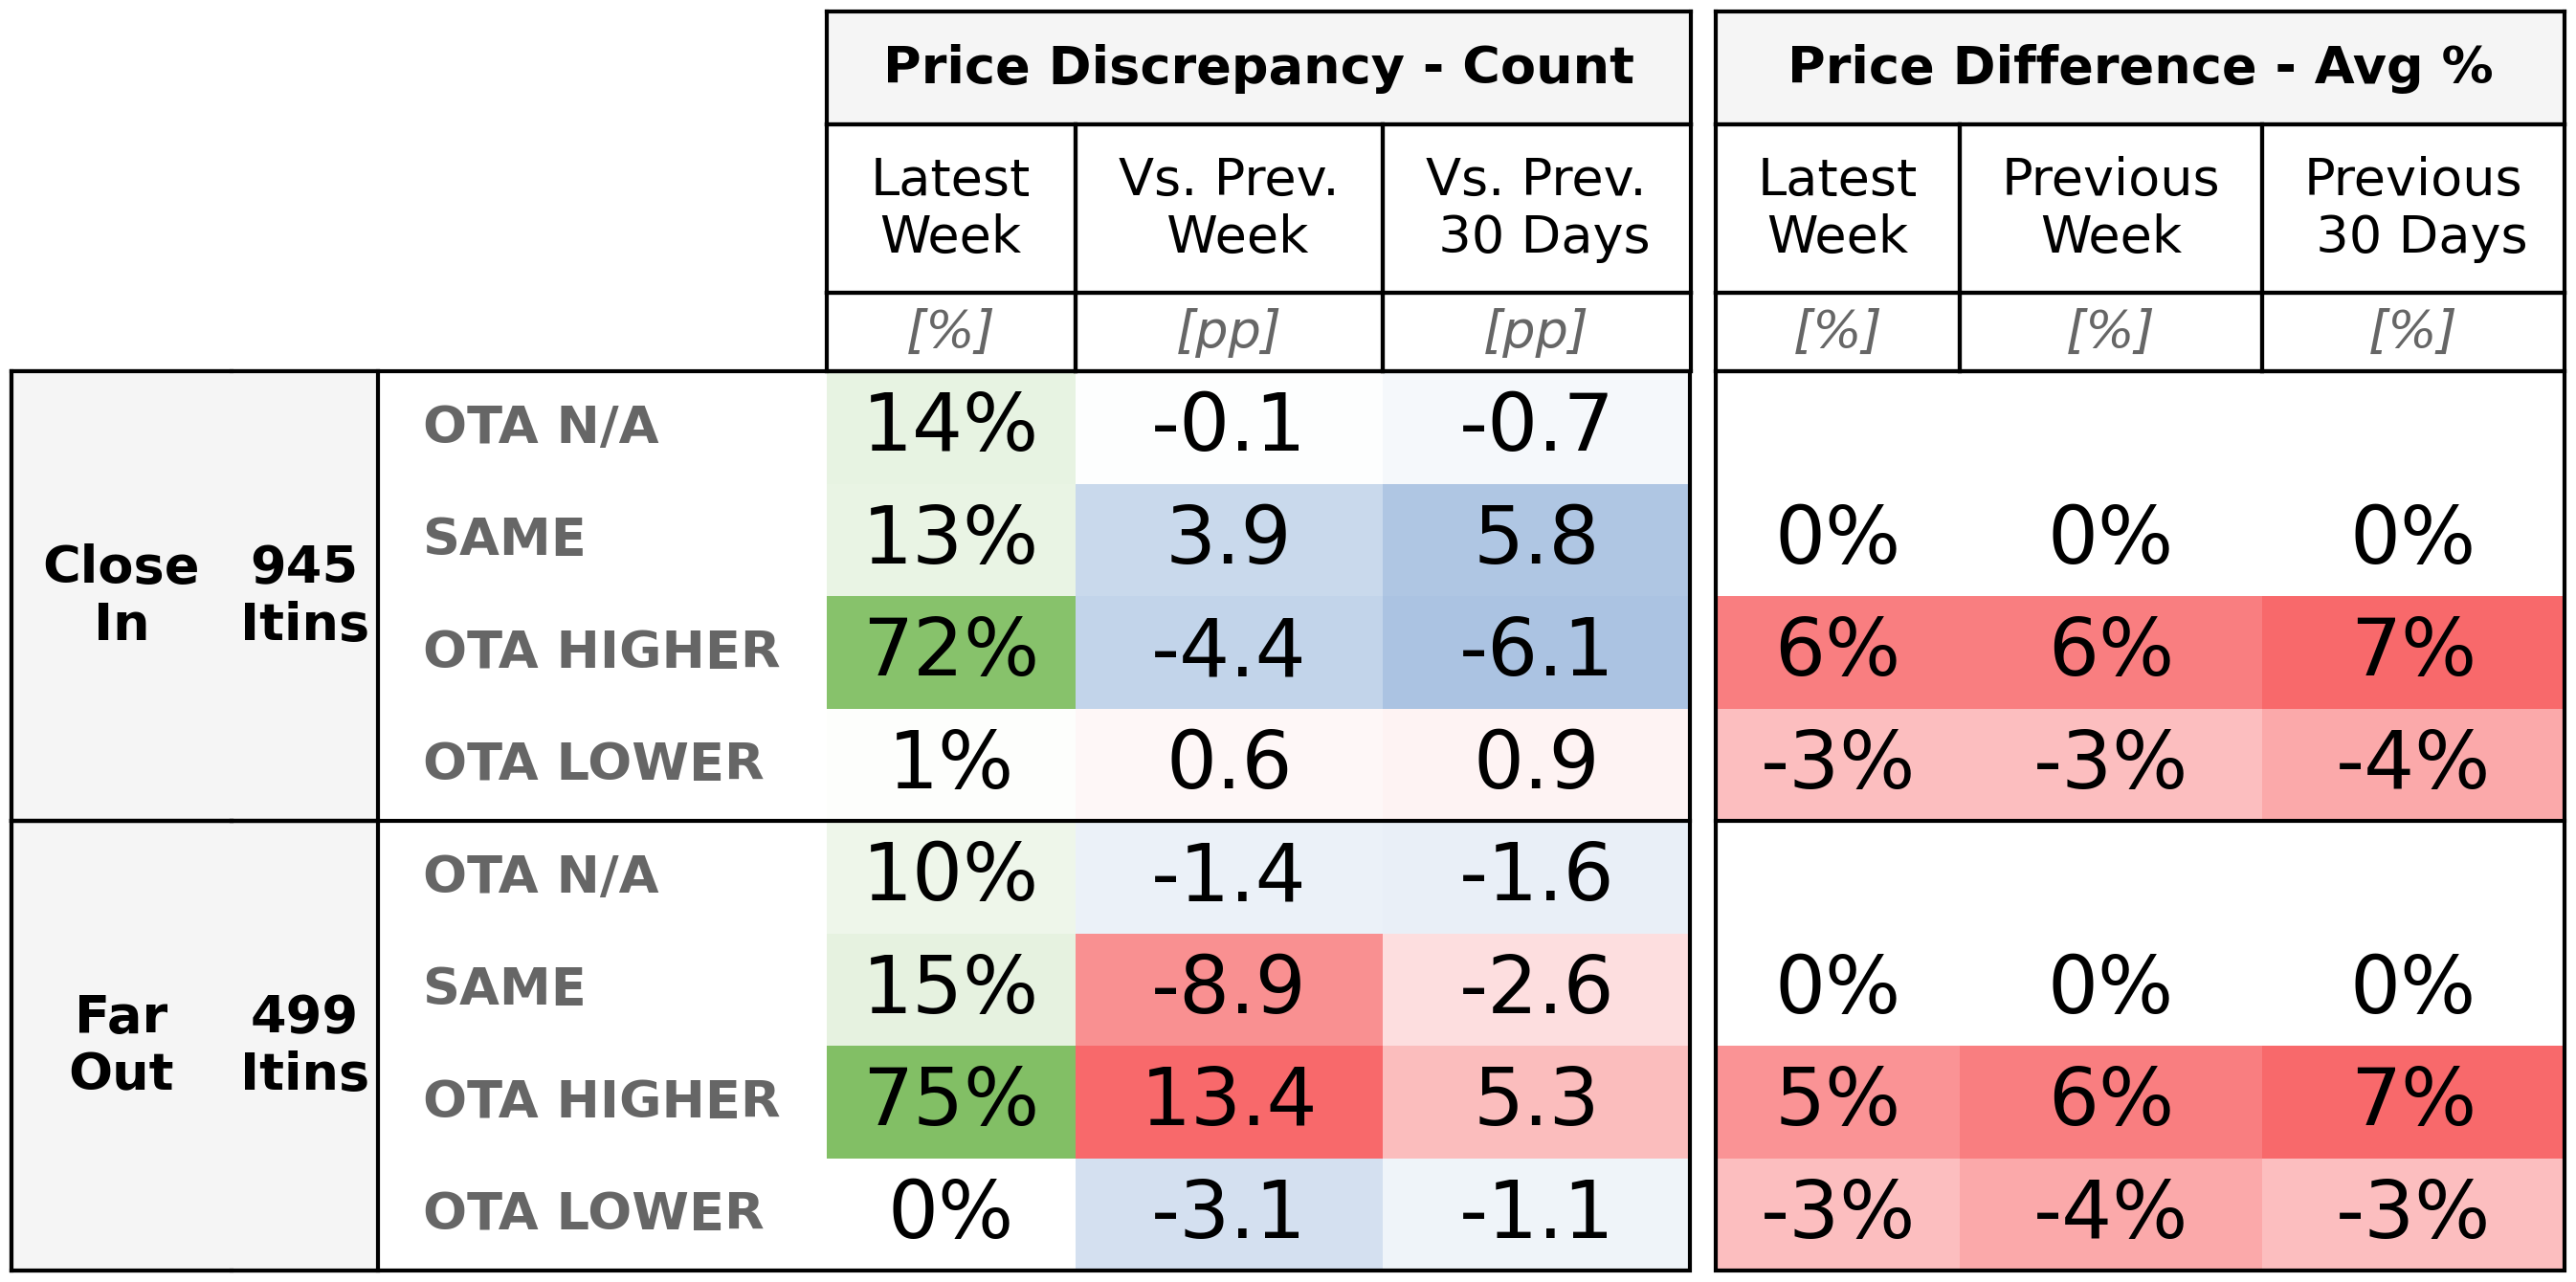 Price Discrepancy - Count Price Difference - Avg %
Latest Week Vs. Prev. Week Vs. Prev. 30 Days Latest Week Previous Week Previous 30 Days
[%] [pp] [pp] [%] [%] [%]
Close In 945 Itins
OTA N/A 14% -0.1 -0.7
SAME 13% 3.9 5.8 0% 0% 0%
OTA HIGHER 72% -4.4 -6.1 6% 6% 7%
OTA LOWER 1% 0.6 0.9 -3% -3% -4%
Far Out 499 Itins
OTA N/A 10% -1.4 -1.6
SAME 15% -8.9 -2.6 0% 0% 0%
OTA HIGHER 75% 13.4 5.3 5% 6% 7%
OTA LOWER 0% -3.1 -1.1 -3% -4% -3%